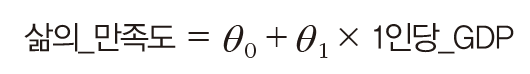 삶의_만족도 = θ₀ + θ₁ × 1인당_GDP